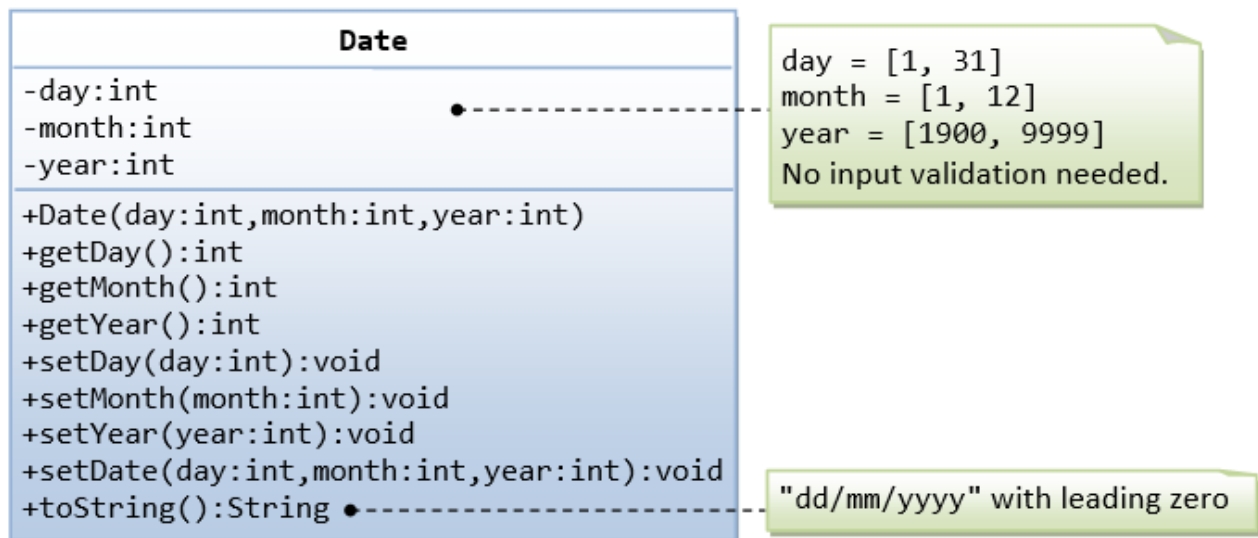 Date
-day:int
-month:int
-year:int
+Date(day:int,month:int,year:int)
+getDay():int
+getMonth():int
+getYear():int
+setDay(day:int):void
+setMonth(month:int):void
+setYear(year:int):void
+setDate(day:int,month:int,year:int):void
+toString():String
day = [1, 31]
month = [1, 12]
year = [1900, 9999]
No input validation needed.
"dd/mm/yyyy" with leading zero